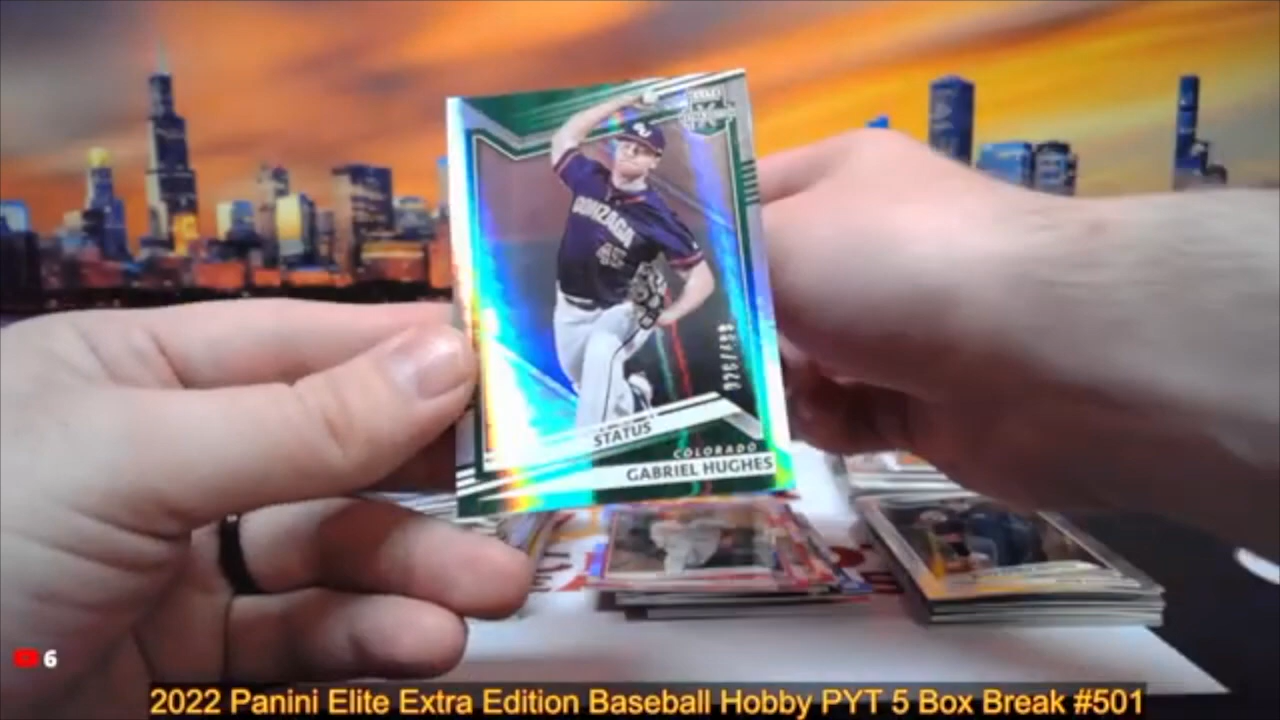 GONZAGA
45
STATUS
COLORADO
GABRIEL HUGHES
6
2022 Panini Elite Extra Edition Baseball Hobby PYT 5 Box Break #501